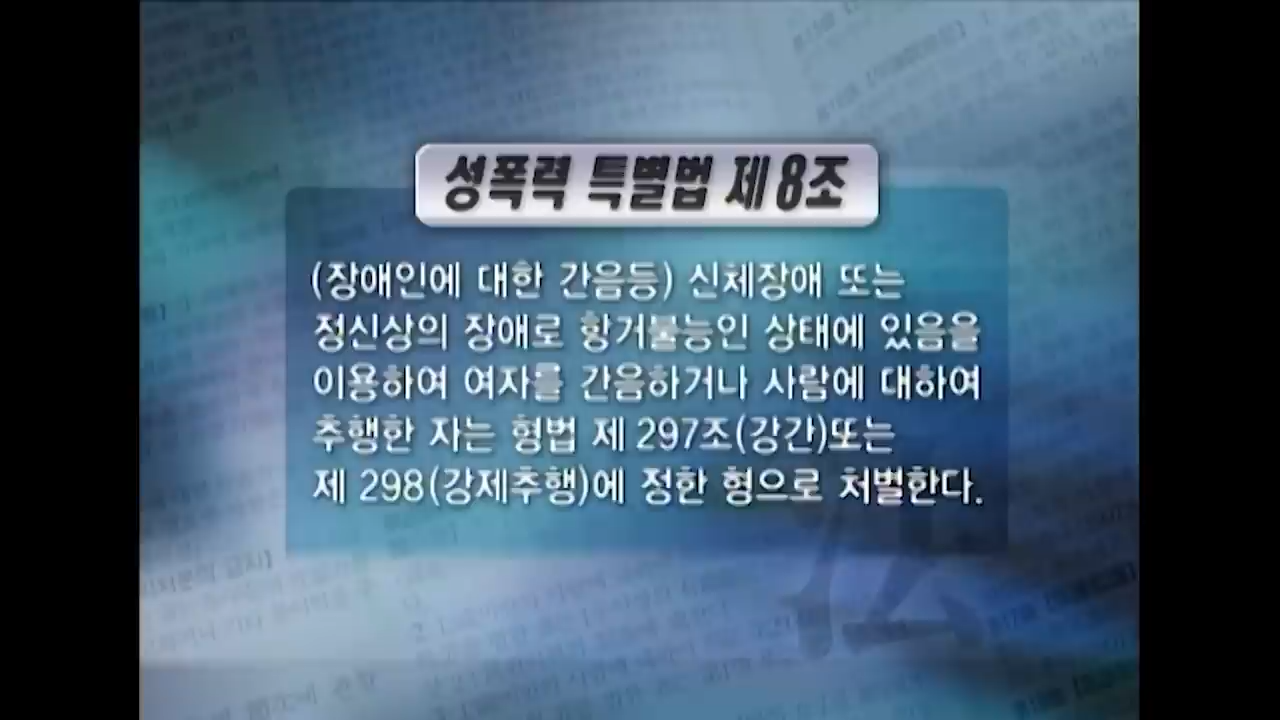 성폭력 특별법 제8조
(장애인에 대한 간음등) 신체장애 또는
정신상의 장애로 항거불능인 상태에 있음을
이용하여 여자를 간음하거나 사람에 대하여
추행한 자는 형법 제 297조(강간)또는
제 298(강제추행)에 정한 형으로 처벌한다.
法